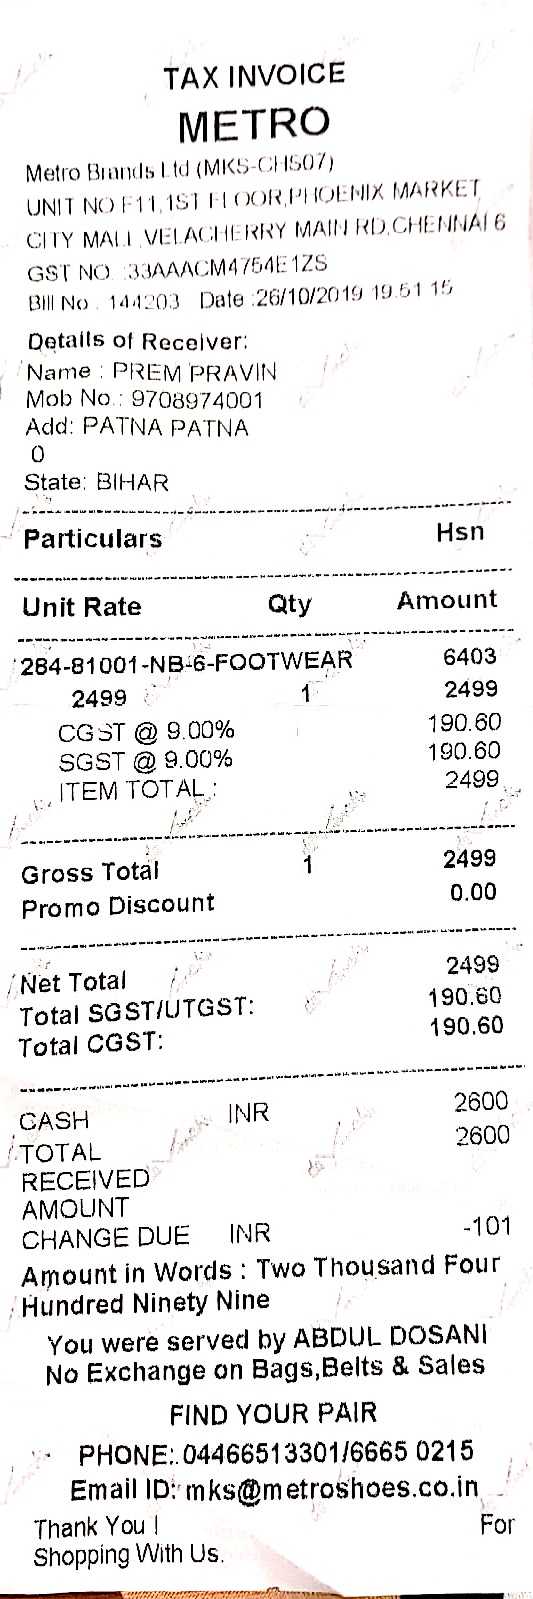 TAX INVOICE
METRO
Metro Brands Ltd (MKS-CHS07)
UNIT NO F11,1ST FLOOR,PHOENIX MARKET
CITY MALL,VELACHERRY MAIN RD,CHENNAI 6
GST NO :33AAACM4754E1ZS
Bill No : 144203 Date :26/10/2019 19:51 15
Details of Receiver:
Name : PREM PRAVIN
Mob No.: 9708974001
Add: PATNA PATNA
0
State: BIHAR
Particulars Hsn
Unit Rate Qty Amount
284-81001-NB-6-FOOTWEAR 6403
2499 1 2499
CGST @ 9.00% 190.60
SGST @ 9.00% 190.60
ITEM TOTAL : 2499
Gross Total 1 2499
Promo Discount 0.00
Net Total 2499
Total SGST/UTGST: 190.60
Total CGST: 190.60
CASH INR 2600
TOTAL 2600
RECEIVED
AMOUNT
CHANGE DUE INR -101
Amount in Words : Two Thousand Four
Hundred Ninety Nine
You were served by ABDUL DOSANI
No Exchange on Bags,Belts & Sales
FIND YOUR PAIR
PHONE:.04466513301/6665 0215
Email ID: mks@metroshoes.co.in
Thank You ! For
Shopping With Us.